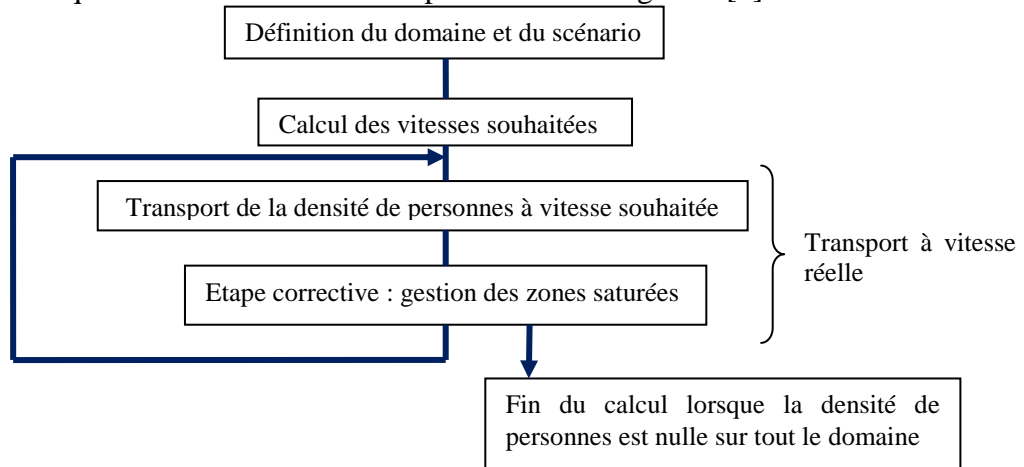 Définition du domaine et du scénario
Calcul des vitesses souhaitées
Transport de la densité de personnes à vitesse souhaitée
Transport à vitesse
réelle
Etape corrective : gestion des zones saturées
Fin du calcul lorsque la densité de
personnes est nulle sur tout le domaine